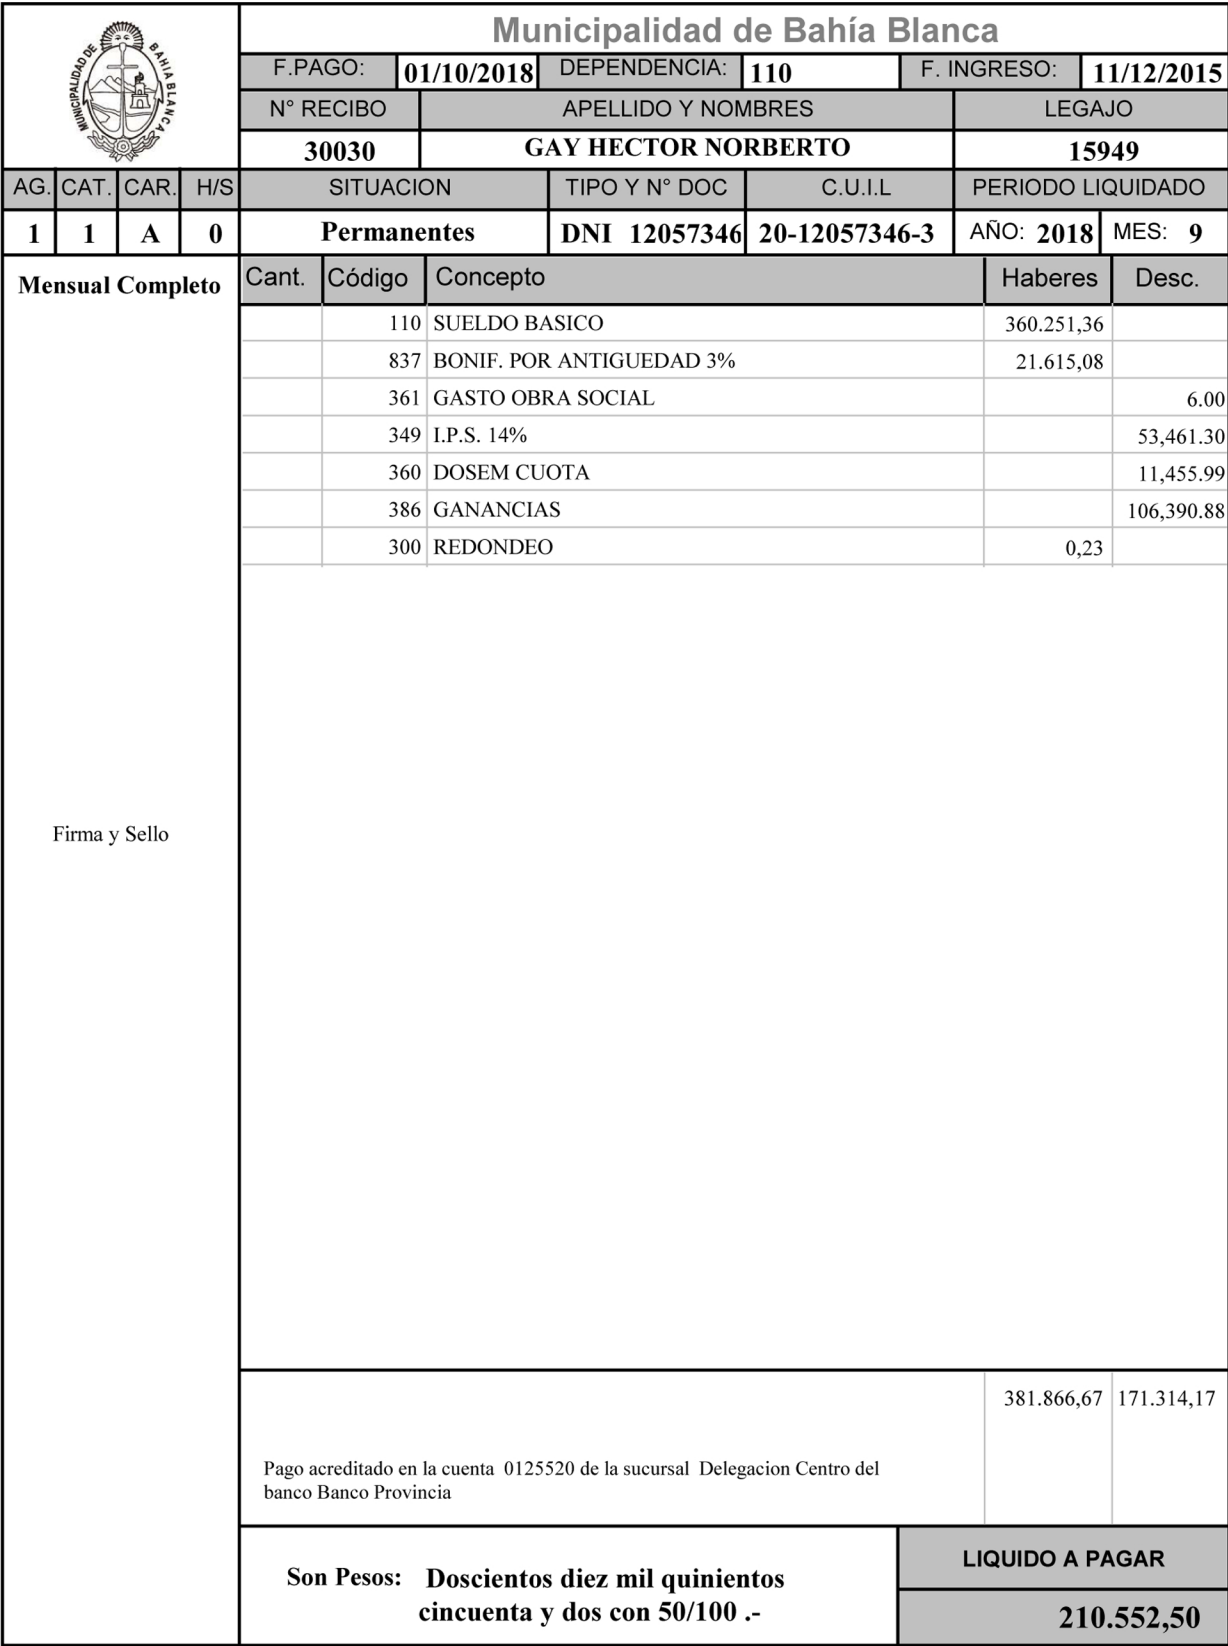 MUNICIPALIDAD DE BAHIA BLANCA
Municipalidad de Bahía Blanca
F.PAGO: 01/10/2018 DEPENDENCIA: 110 F. INGRESO: 11/12/2015
N° RECIBO APELLIDO Y NOMBRES LEGAJO
30030 GAY HECTOR NORBERTO 15949
AG. CAT. CAR. H/S SITUACION TIPO Y N° DOC C.U.I.L PERIODO LIQUIDADO
1 1 A 0 Permanentes DNI 12057346 20-12057346-3 AÑO: 2018 MES: 9
Mensual Completo
Cant. Código Concepto Haberes Desc.
110 SUELDO BASICO 360.251,36
837 BONIF. POR ANTIGUEDAD 3% 21.615,08
361 GASTO OBRA SOCIAL 6.00
349 I.P.S. 14% 53,461.30
360 DOSEM CUOTA 11,455.99
386 GANANCIAS 106,390.88
300 REDONDEO 0,23
Firma y Sello
381.866,67 171.314,17
Pago acreditado en la cuenta 0125520 de la sucursal Delegacion Centro del
banco Banco Provincia
Son Pesos: Doscientos diez mil quinientos
cincuenta y dos con 50/100 .-
LIQUIDO A PAGAR
210.552,50